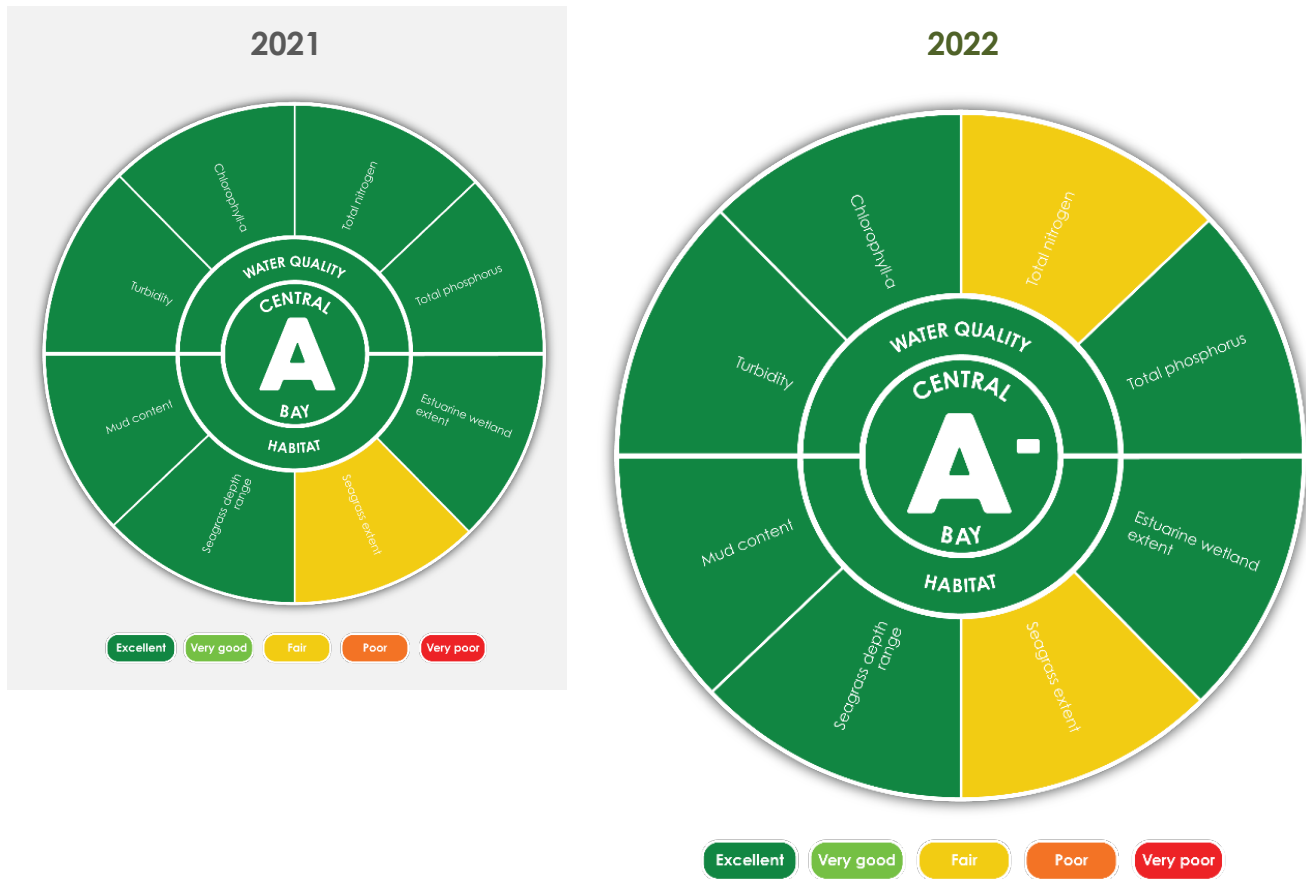 2021
Chlorophyll-a
Total nitrogen
Turbidity
Total phosphorus
WATER QUALITY
CENTRAL
A
BAY
HABITAT
Mud content
Estuarine wetland
extent
Seagrass depth
range
Seagrass extent
Excellent
Very good
Fair
Poor
Very poor
2022
Chlorophyll-a
Total nitrogen
Turbidity
Total phosphorus
WATER QUALITY
CENTRAL
A-
BAY
HABITAT
Mud content
Estuarine wetland
extent
Seagrass depth
range
Seagrass extent
Excellent
Very good
Fair
Poor
Very poor